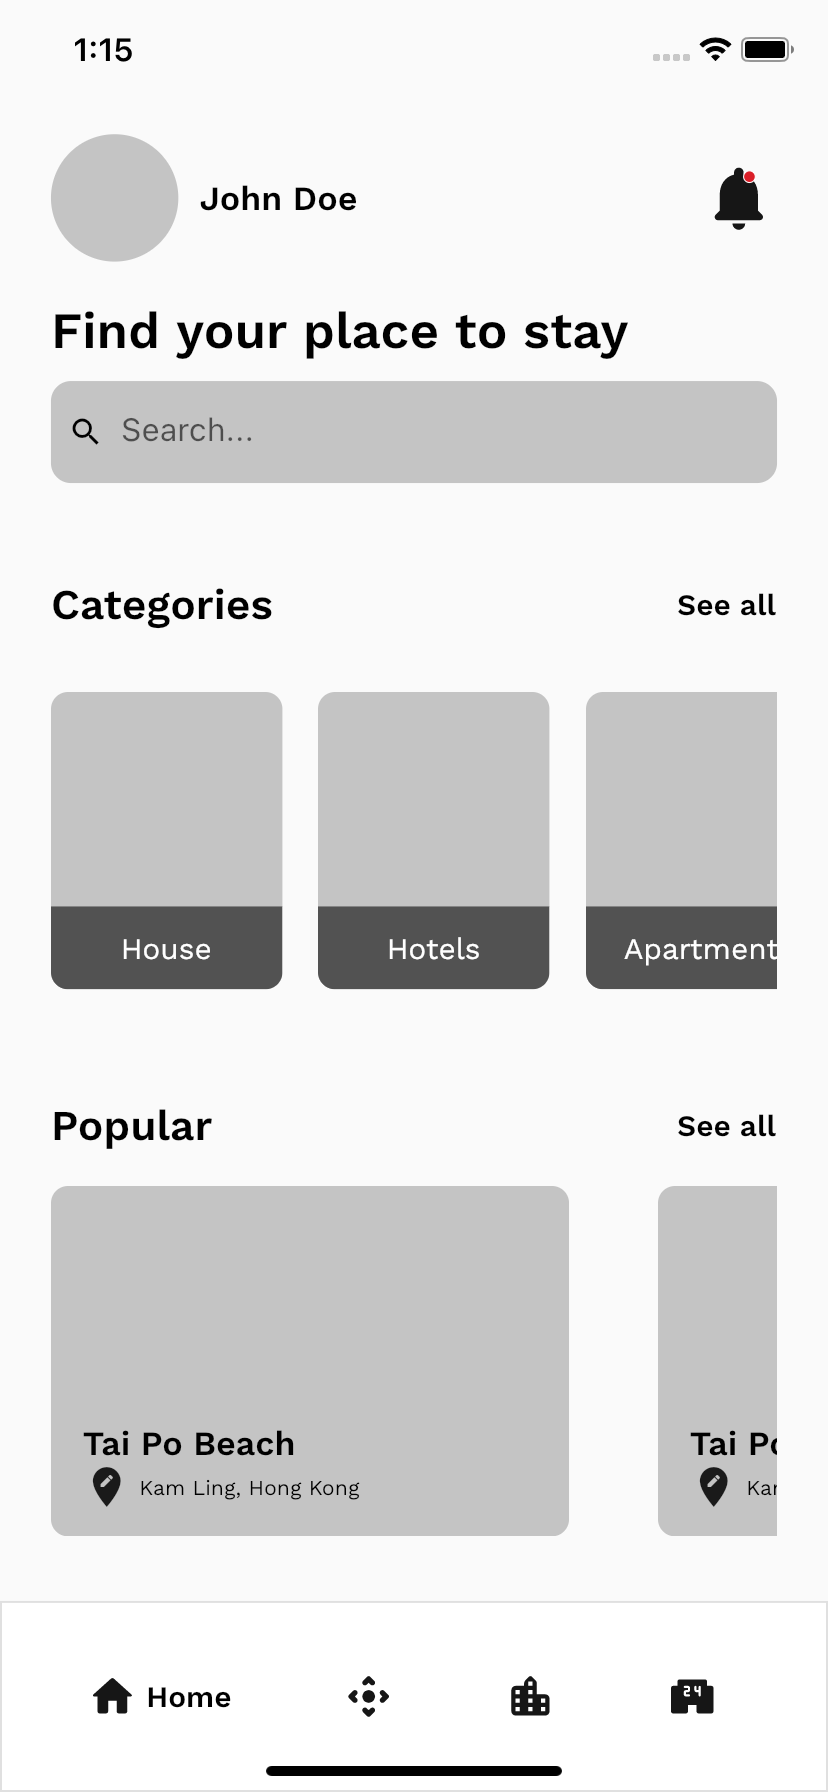 1:15
John Doe
Find your place to stay
Search...
Categories
See all
House
Hotels
Apartment
Popular
See all
Tai Po Beach
Kam Ling, Hong Kong
Tai Po
Kar
Home
24